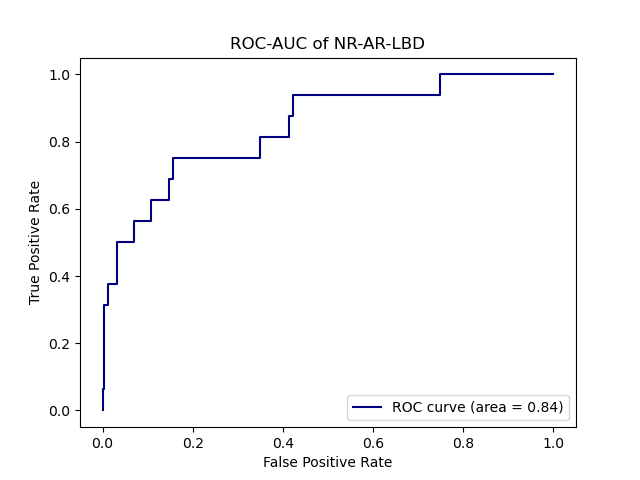 ROC-AUC of NR-AR-LBD
1.0
0.8
0.6
0.4
0.2
0.0
True Positive Rate
ROC curve (area = 0.84)
0.0 0.2 0.4 0.6 0.8 1.0
False Positive Rate